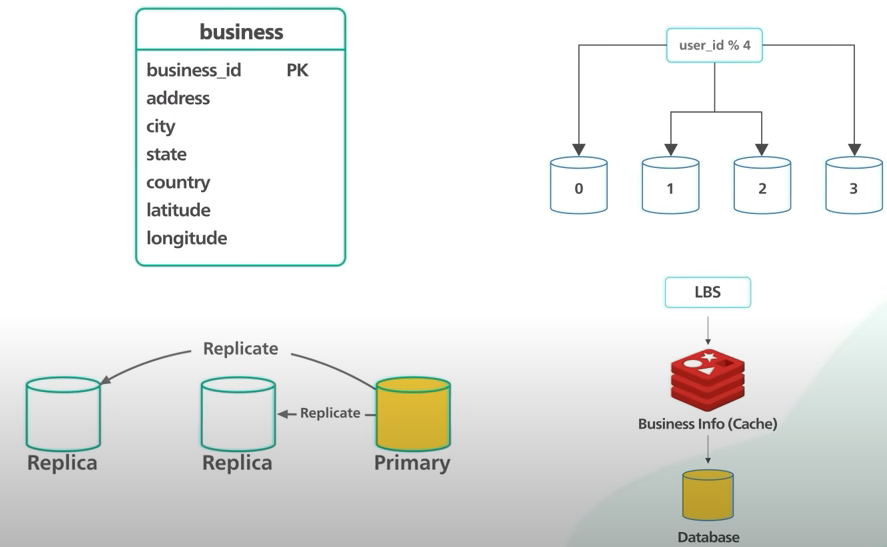 business
business_id PK
address
city
state
country
latitude
longitude
user_id % 4
0 1 2 3
Replicate
Replicate
Replica Replica Primary
LBS
Business Info (Cache)
Database